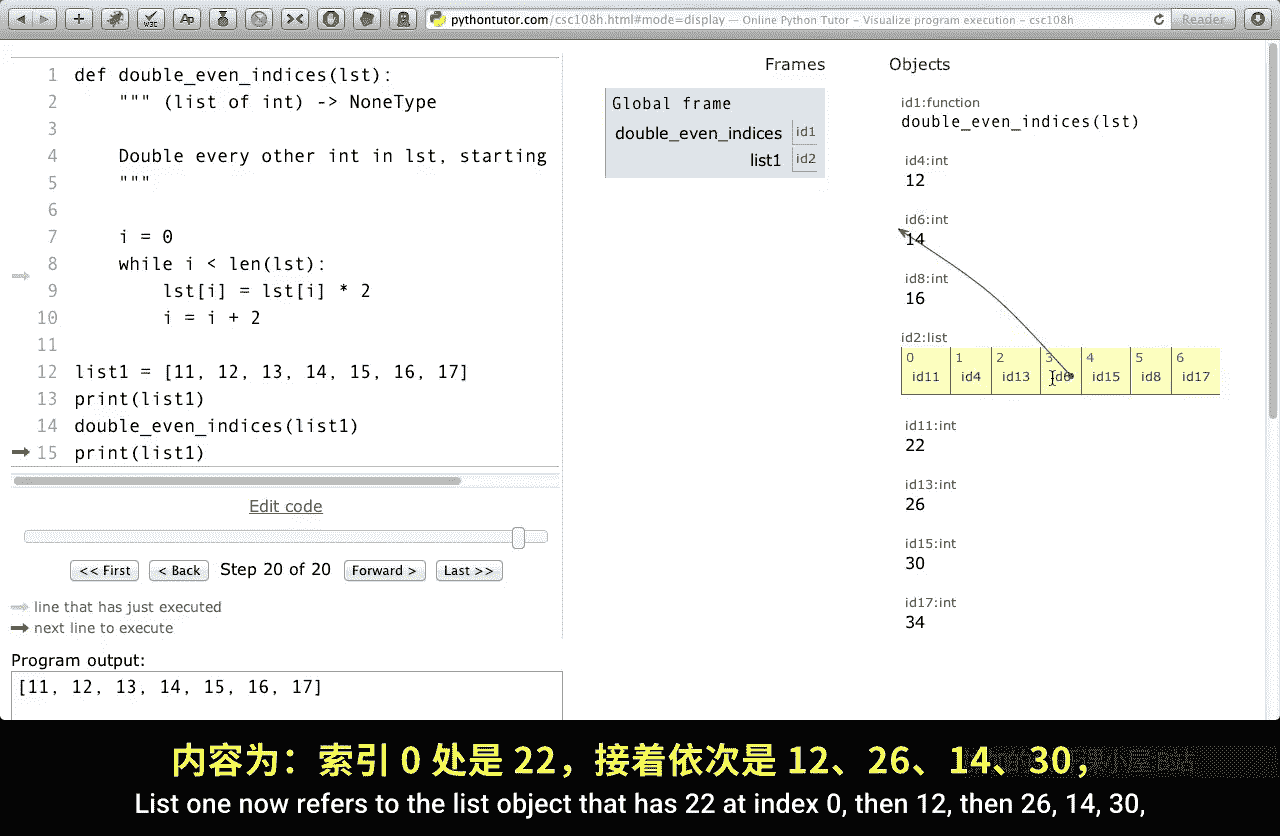 W3C
Ap
pythontutor.com/csc108h.html#mode=display — Online Python Tutor – Visualize program execution – csc108h
Reader
1 def double_even_indices(lst):
2 """ (list of int) -> NoneType
3
4 Double every other int in lst, starting
5 """
6
7 i = 0
8 while i < len(lst):
9 lst[i] = lst[i] * 2
10 i = i + 2
11
12 list1 = [11, 12, 13, 14, 15, 16, 17]
13 print(list1)
14 double_even_indices(list1)
15 print(list1)
Edit code
<< First
< Back
Step 20 of 20
Forward >
Last >>
line that has just executed
next line to execute
Program output:
[11, 12, 13, 14, 15, 16, 17]
Frames
Global frame
double_even_indices id1
list1 id2
Objects
id1:function
double_even_indices(lst)
id4:int
12
id6:int
14
id8:int
16
id2:list
0 1 2 3 4 5 6
id11 id4 id13 id6 id15 id8 id17
id11:int
22
id13:int
26
id15:int
30
id17:int
34
内容为：索引 0 处是 22，接着依次是 12、26、14、30，
List one now refers to the list object that has 22 at index 0, then 12, then 26, 14, 30,